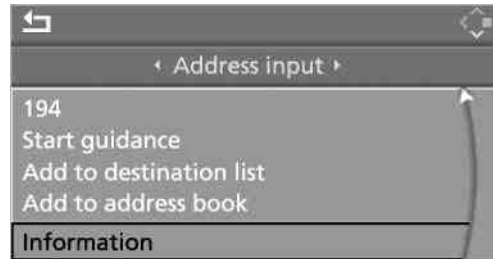 Address input
194
Start guidance
Add to destination list
Add to address book
Information